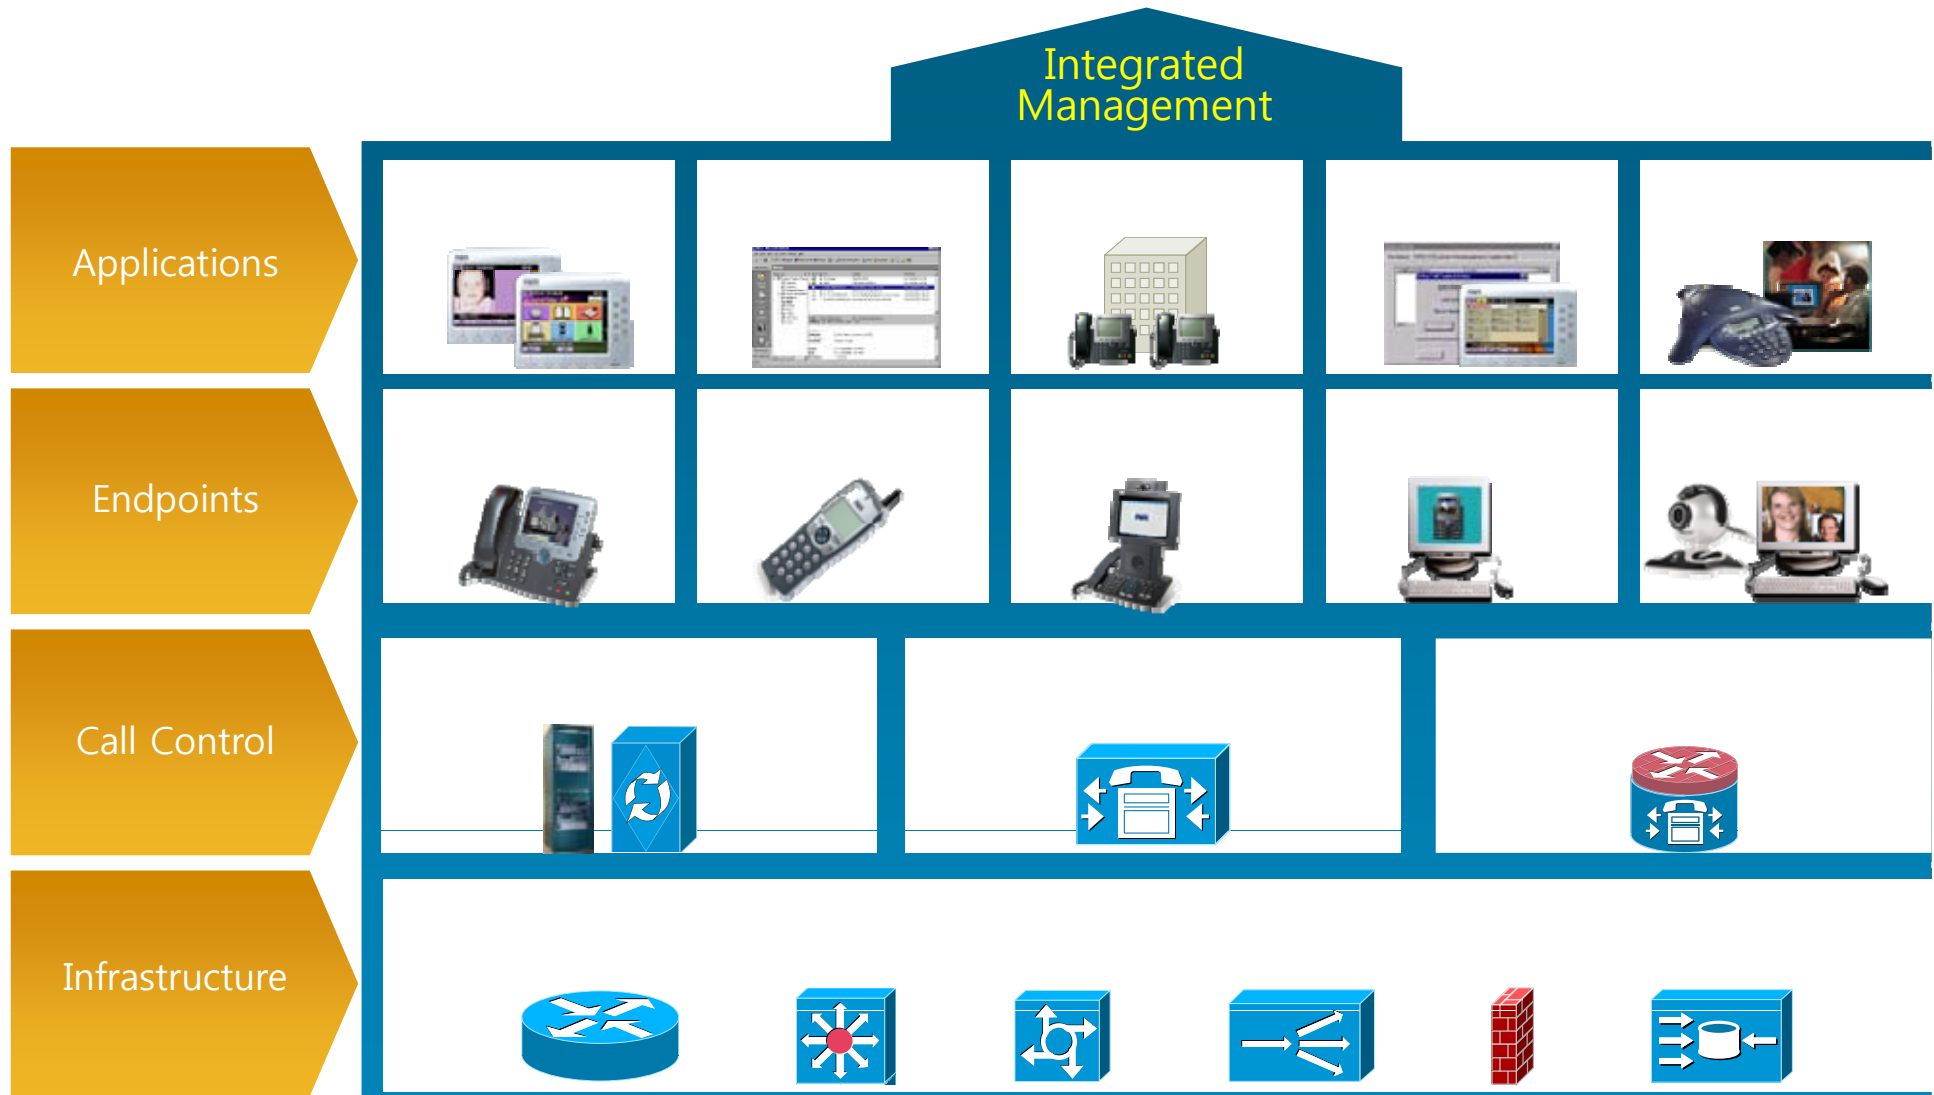 Integrated
Management
Applications
Endpoints
Call Control
Infrastructure